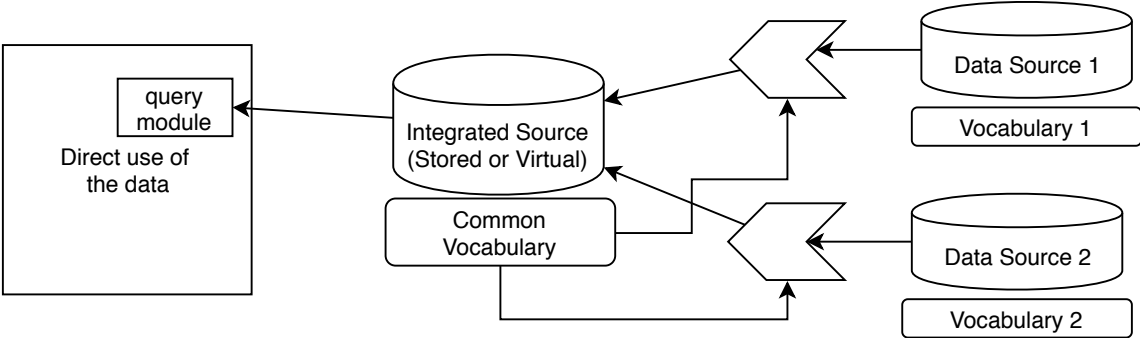 query
module
Direct use of
the data
Integrated Source
(Stored or Virtual)
Common
Vocabulary
Data Source 1
Vocabulary 1
Data Source 2
Vocabulary 2